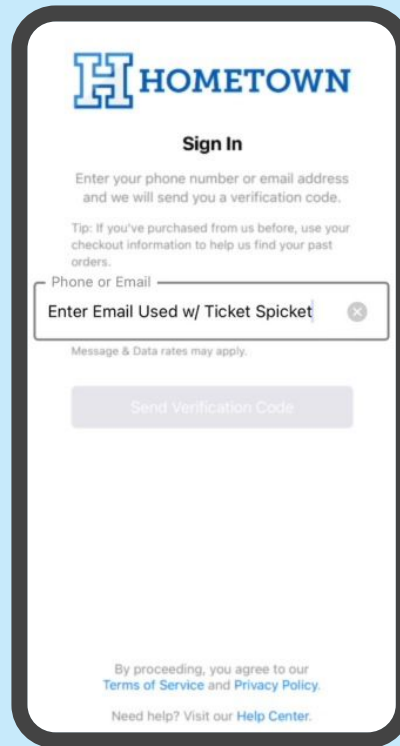 H HOMETOWN
Sign In
Enter your phone number or email address
and we will send you a verification code.
Tip: If you've purchased from us before, use your
checkout information to help us find your past
orders.
Phone or Email
Enter Email Used w/ Ticket Spicket
Message & Data rates may apply.
Send Verification Code
By proceeding, you agree to our
Terms of Service and Privacy Policy.
Need help? Visit our Help Center.